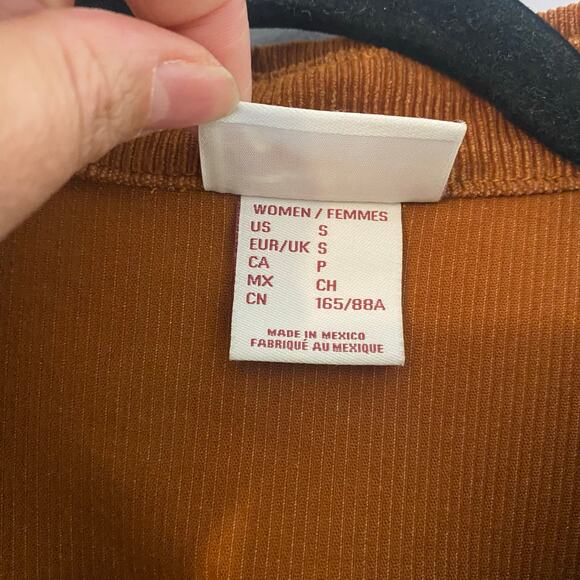 WOMEN / FEMMES
US S
EUR/UK S
CA P
MX CH
CN 165/88A
MADE IN MEXICO
FABRIQUÉ AU MEXIQUE